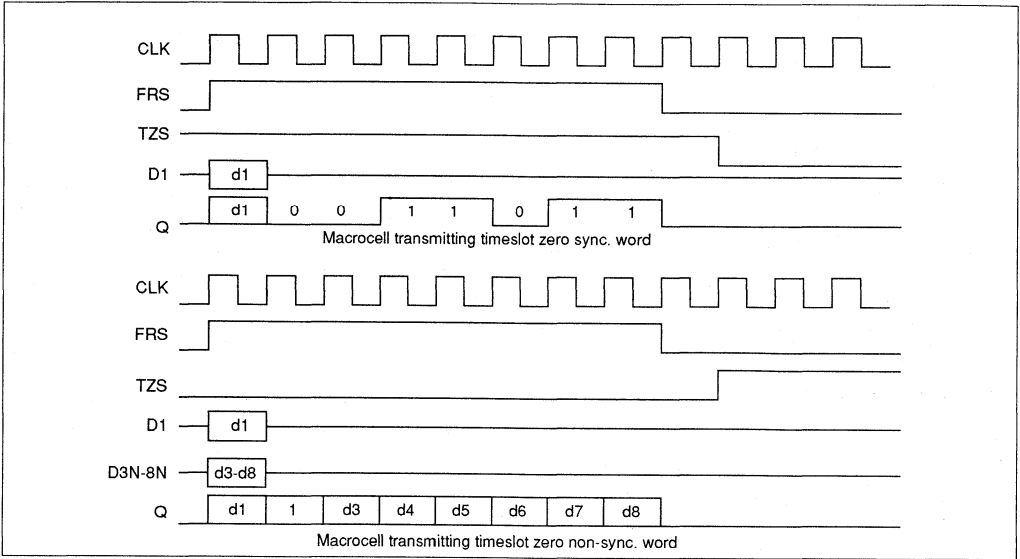 CLK
FRS
TZS
D1 d1
Q d1 0 0 1 1 0 1 1
Macrocell transmitting timeslot zero sync. word
CLK
FRS
TZS
D1 d1
D3N-8N d3-d8
Q d1 1 d3 d4 d5 d6 d7 d8
Macrocell transmitting timeslot zero non-sync. word